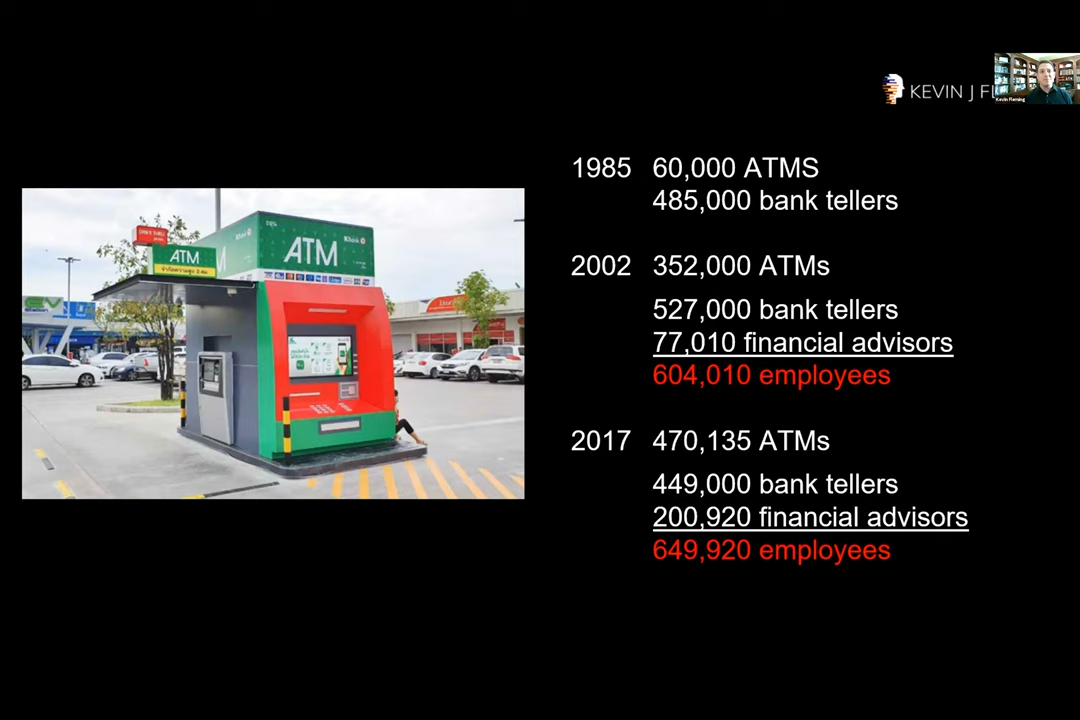 KEVIN J
Kevin Fleming
1985 60,000 ATMS
485,000 bank tellers
2002 352,000 ATMs
527,000 bank tellers
77,010 financial advisors
604,010 employees
2017 470,135 ATMs
449,000 bank tellers
200,920 financial advisors
649,920 employees
ATM
ATM